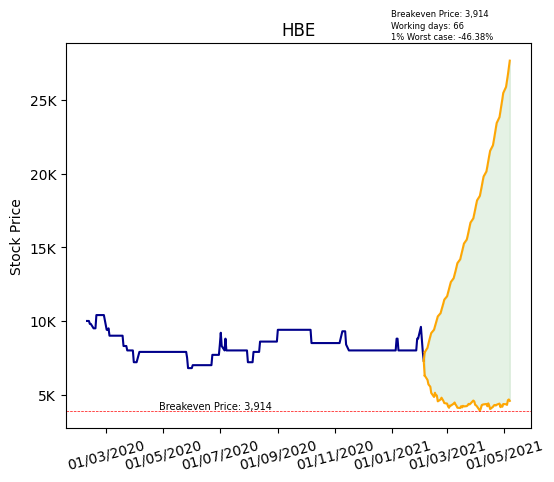 Breakeven Price: 3,914
Working days: 66
1% Worst case: -46.38%
HBE
Stock Price
25K
20K
15K
10K
5K
Breakeven Price: 3,914
01/03/2020 01/05/2020 01/07/2020 01/09/2020 01/11/2020 01/01/2021 01/03/2021 01/05/2021